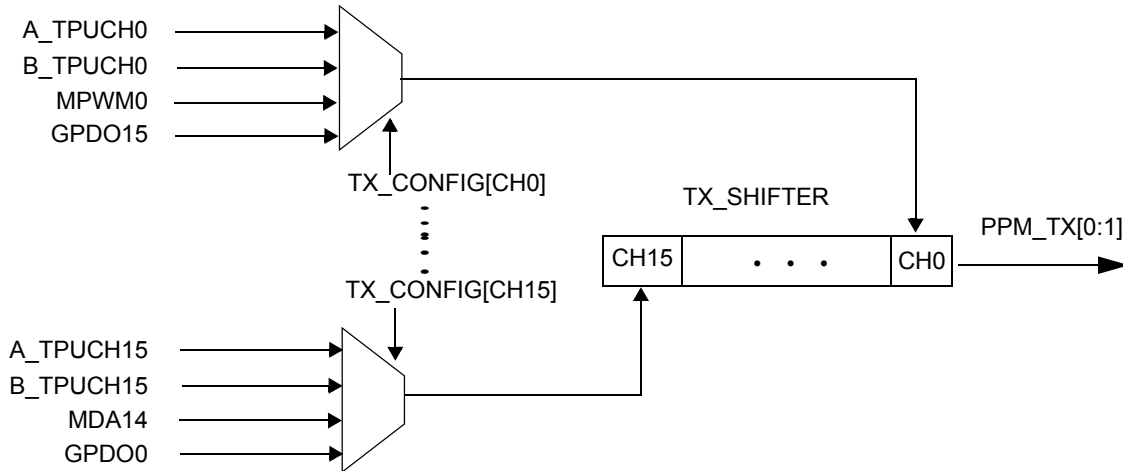 A_TPUCH0
B_TPUCH0
MPWM0
GPDO15
TX_CONFIG[CH0]
TX_SHIFTER
PPM_TX[0:1]
CH15
• • •
CH0
TX_CONFIG[CH15]
A_TPUCH15
B_TPUCH15
MDA14
GPDO0